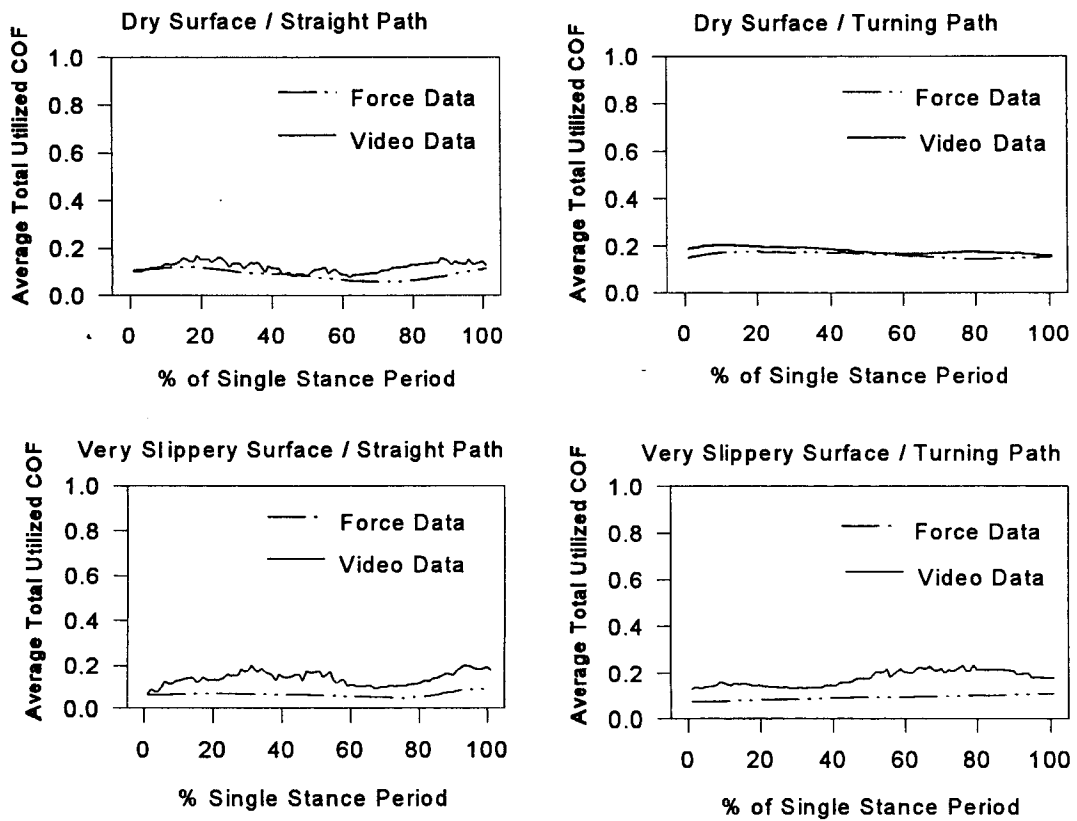 Dry Surface / Straight Path
Average Total Utilized COF
1.0
0.8
0.6
0.4
0.2
0.0
Force Data
Video Data
0 20 40 60 80 100
% of Single Stance Period
Dry Surface / Turning Path
Average Total Utilized COF
1.0
0.8
0.6
0.4
0.2
0.0
Force Data
Video Data
0 20 40 60 80 100
% of Single Stance Period
Very Slippery Surface / Straight Path
Average Total Utilized COF
1.0
0.8
0.6
0.4
0.2
0.0
Force Data
Video Data
0 20 40 60 80 100
% Single Stance Period
Very Slippery Surface / Turning Path
Average Total Utilized COF
1.0
0.8
0.6
0.4
0.2
0.0
Force Data
Video Data
0 20 40 60 80 100
% of Single Stance Period